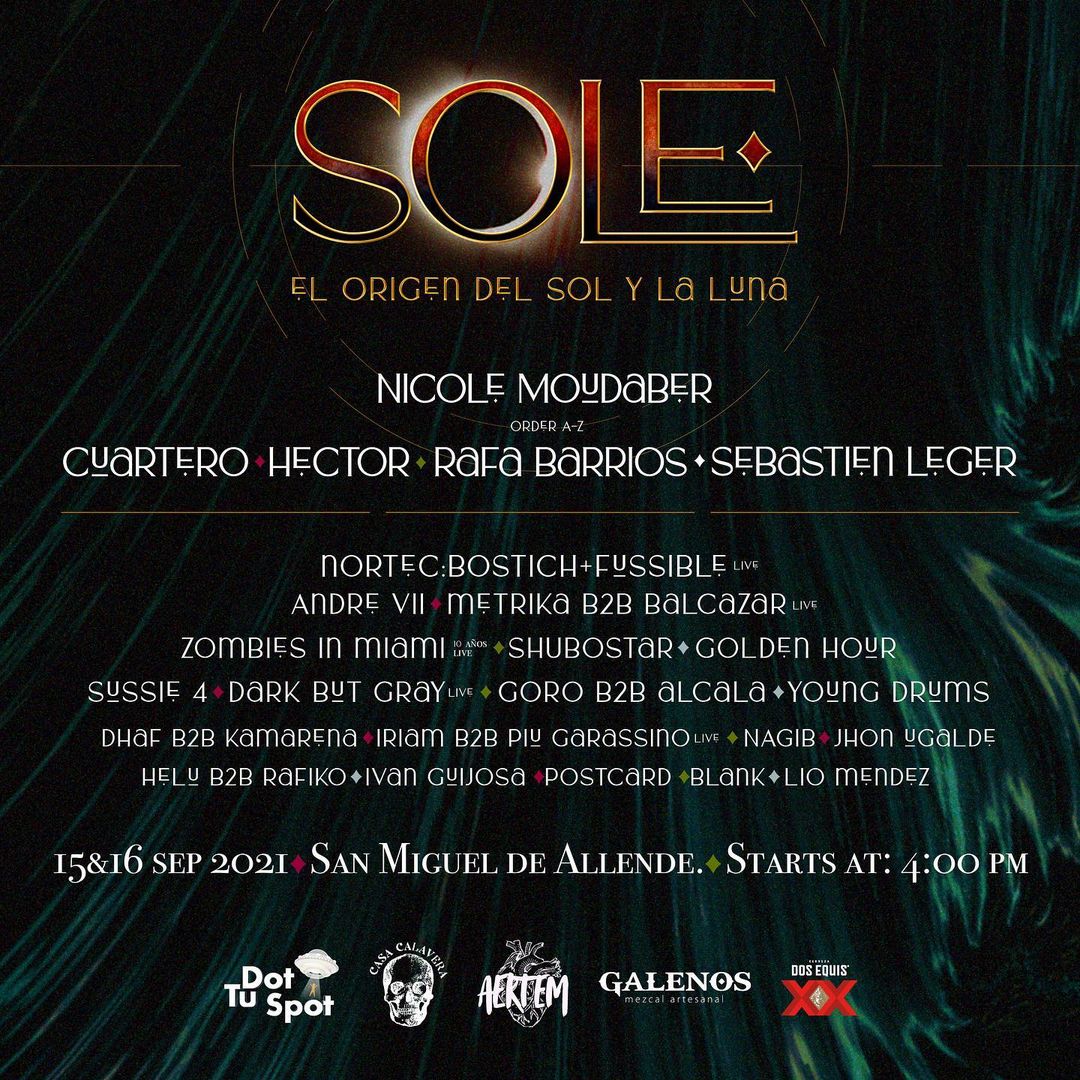 SOLE
EL ORIGEN DEL SOL Y LA LUNA
NICOLE MOUDABER
ORDER A-Z
CUARTERO ♦ HECTOR ♦ RAFA BARRIOS ♦ SEBASTIEN LEGER
NORTEC:BOSTICH+FUSSIBLE LIVE
ANDRE VII ♦ METRIKA B2B BALCAZAR LIVE
ZOMBIES IN MIAMI 10 AÑOS LIVE ♦ SHUBOSTAR ♦ GOLDEN HOUR
SUSSIE 4 ♦ DARK BUT GRAY LIVE ♦ GORO B2B ALCALA ♦ YOUNG DRUMS
DHAF B2B KAMARENA ♦ IRIAM B2B PIU GARASSINO LIVE ♦ NAGIB ♦ JHON UGALDE
HELU B2B RAFIKO ♦ IVAN GUIJOSA ♦ POSTCARD ♦ BLANK ♦ LIO MENDEZ
15&16 SEP 2021 ♦ SAN MIGUEL DE ALLENDE. ♦ STARTS AT: 4:00 PM
Dot
Tu Spot
CASA CALAVERA
AERTEM
GALENOS
mezcal artesanal
CERVEZA
DOS EQUIS
XX